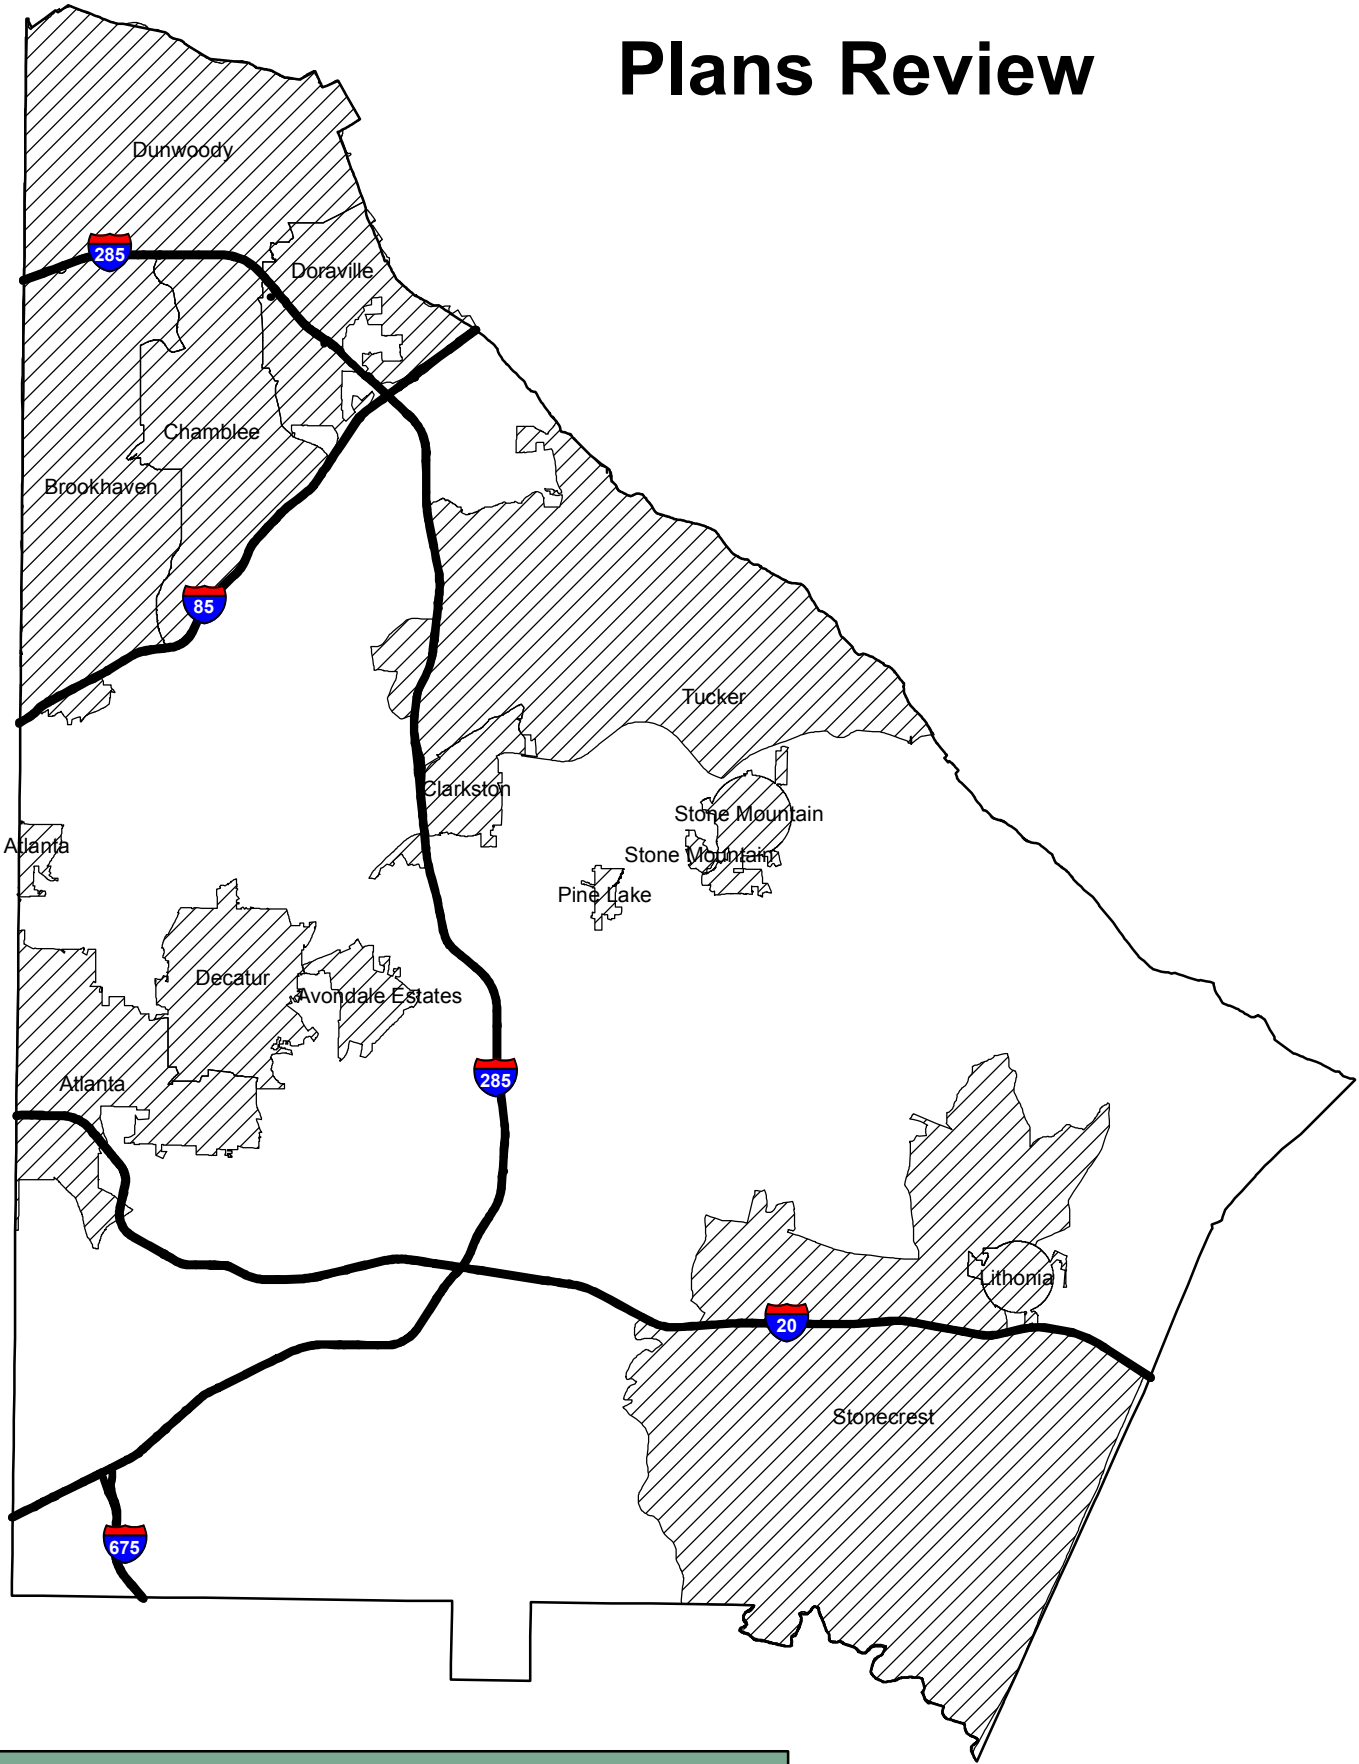 Plans Review
Dunwoody
285
Doraville
Chamblee
Brookhaven
85
Tucker
Clarkston
Stone Mountain
Atlanta
Stone Mountain
Pine Lake
Decatur
Avondale Estates
285
Atlanta
Lithonia
20
Stonecrest
675